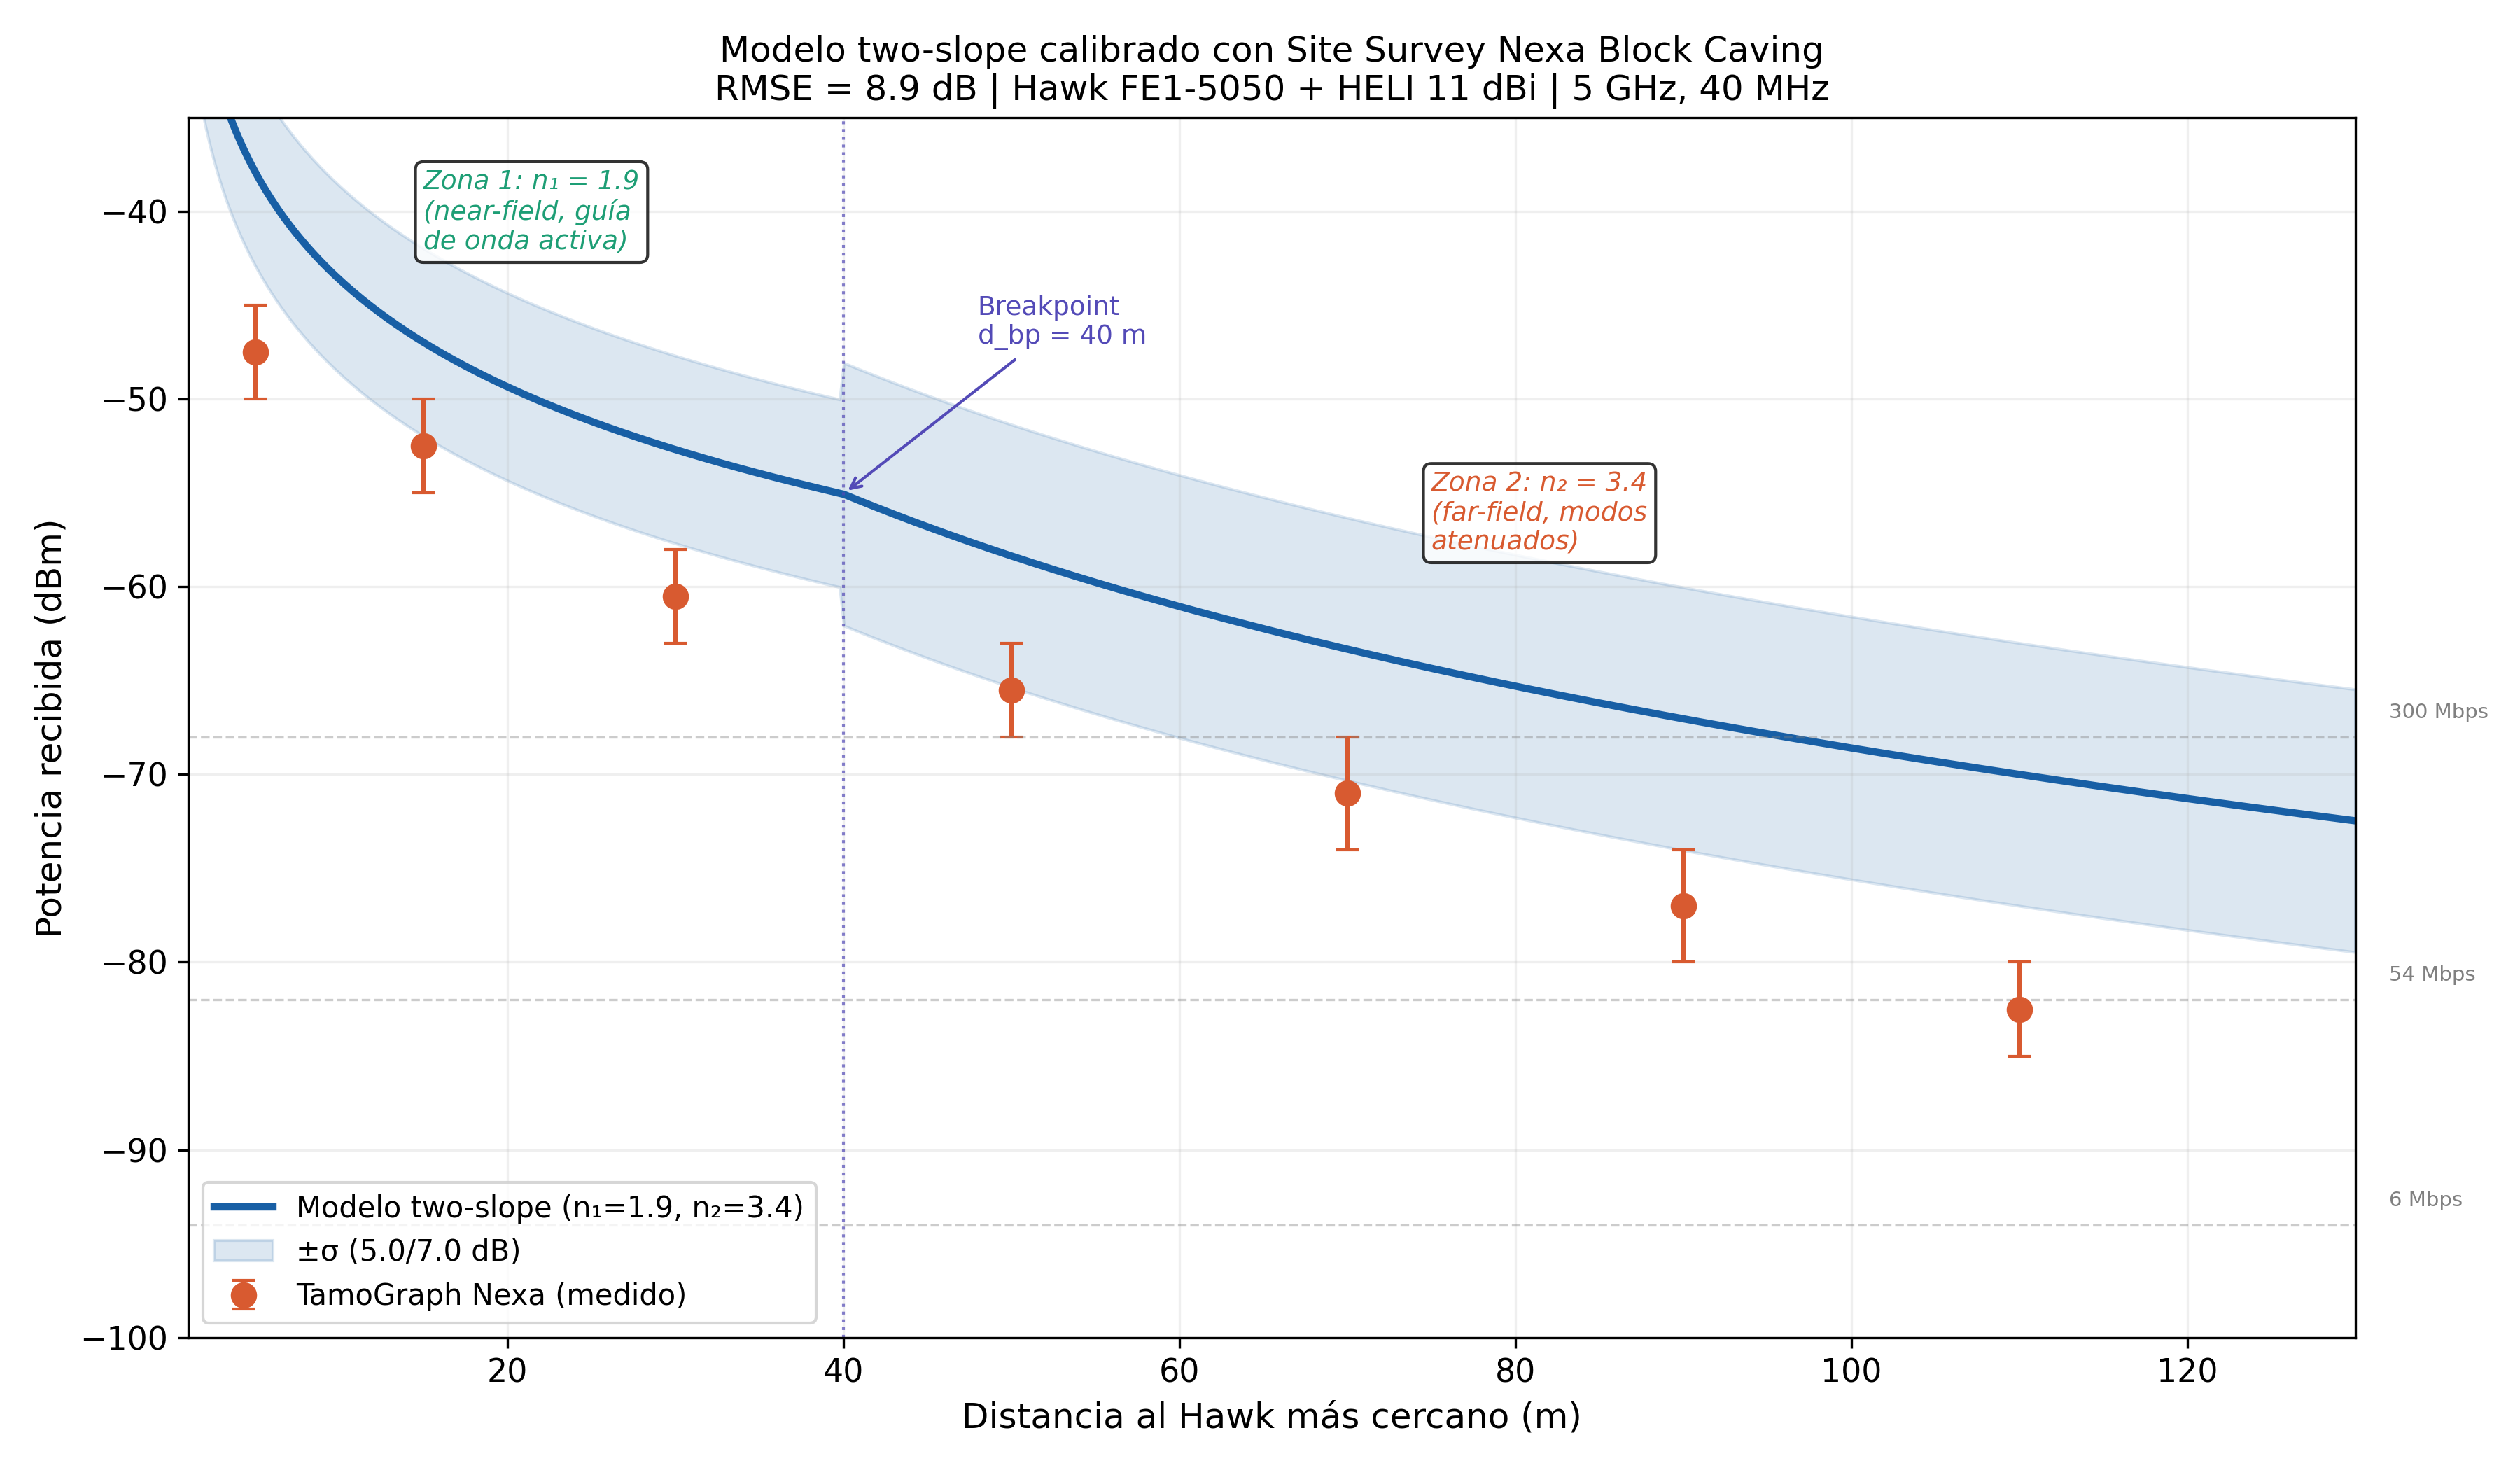 Modelo two-slope calibrado con Site Survey Nexa Block Caving
RMSE = 8.9 dB | Hawk FE1-5050 + HELI 11 dBi | 5 GHz, 40 MHz
Zona 1: n₁ = 1.9
(near-field, guía
de onda activa)
Breakpoint
d_bp = 40 m
Zona 2: n₂ = 3.4
(far-field, modos
atenuados)
300 Mbps
54 Mbps
6 Mbps
Potencia recibida (dBm)
−40
−50
−60
−70
−80
−90
−100
Modelo two-slope (n₁=1.9, n₂=3.4)
±σ (5.0/7.0 dB)
TamoGraph Nexa (medido)
20 40 60 80 100 120
Distancia al Hawk más cercano (m)